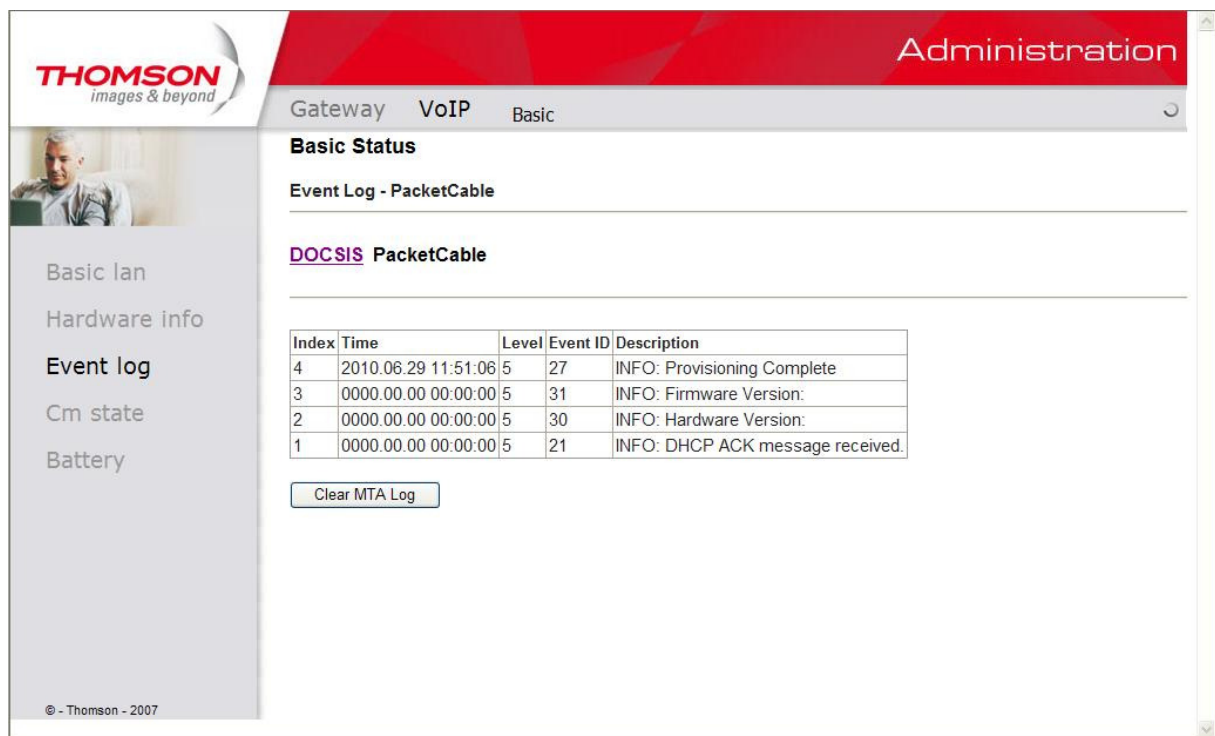 THOMSON
images & beyond
Administration
Gateway VoIP Basic
Basic Status
Event Log - PacketCable
DOCSIS PacketCable
Basic lan
Hardware info
Event log
Cm state
Battery
Index Time Level Event ID Description
4 2010.06.29 11:51:06 5 27 INFO: Provisioning Complete
3 0000.00.00 00:00:00 5 31 INFO: Firmware Version:
2 0000.00.00 00:00:00 5 30 INFO: Hardware Version:
1 0000.00.00 00:00:00 5 21 INFO: DHCP ACK message received.
Clear MTA Log
© - Thomson - 2007